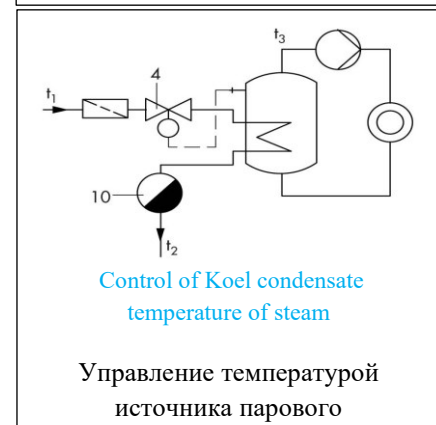 t3
4
t1
10
t2
Control of Koel condensate
temperature of steam
Управление температурой
источника парового